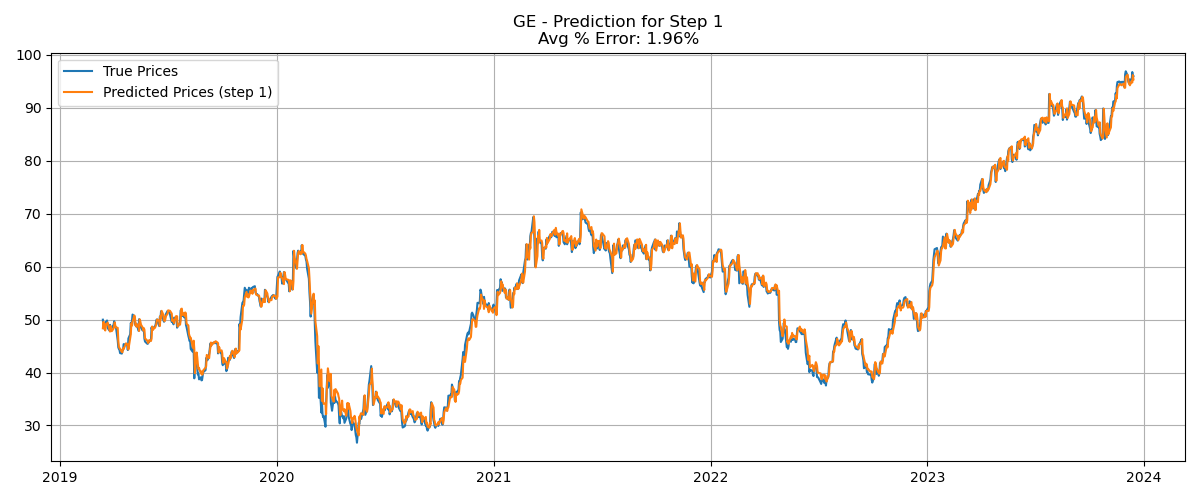 GE - Prediction for Step 1
Avg % Error: 1.96%
True Prices
Predicted Prices (step 1)
100
90
80
70
60
50
40
30
2019 2020 2021 2022 2023 2024